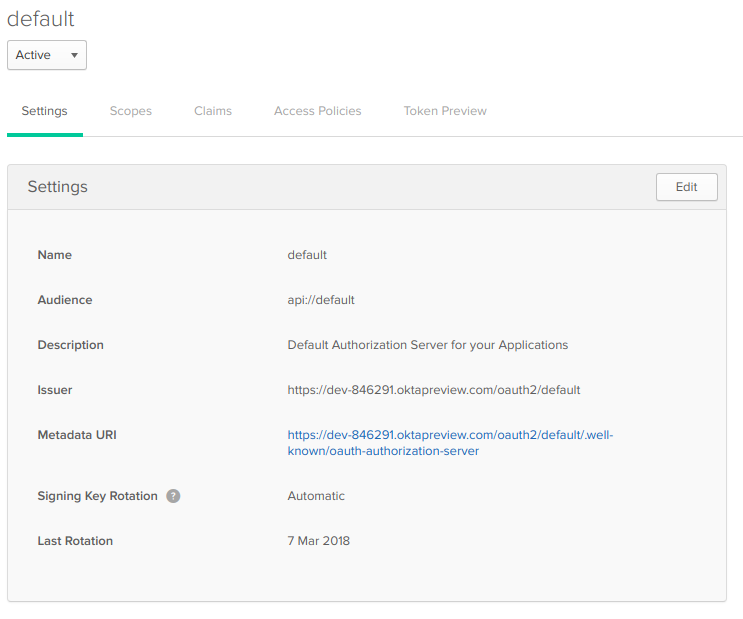 default
Active
Settings Scopes Claims Access Policies Token Preview
Settings Edit
Name default
Audience api://default
Description Default Authorization Server for your Applications
Issuer https://dev-846291.oktapreview.com/oauth2/default
Metadata URI https://dev-846291.oktapreview.com/oauth2/default/.well-
known/oauth-authorization-server
Signing Key Rotation ? Automatic
Last Rotation 7 Mar 2018